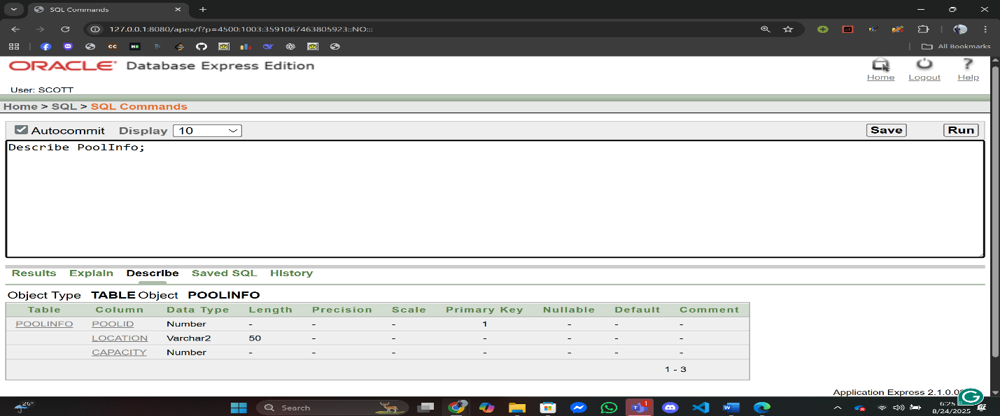 SQL Commands
127.0.0.1:8080/apex/f?p=4500:1003:3591067463805923::NO:::
CC
All Bookmarks
ORACLE Database Express Edition
Home Logout Help
User: SCOTT
Home > SQL > SQL Commands
Autocommit Display 10 Save Run
Describe PoolInfo;
Results Explain Describe Saved SQL History
Object Type TABLE Object POOLINFO
Table Column Data Type Length Precision Scale Primary Key Nullable Default Comment
POOLINFO POOLID Number - - - 1 - - -
LOCATION Varchar2 50 - - - - - -
CAPACITY Number - - - - - - -
1 - 3
Application Express 2.1.0.0
26°
Search
1
6:25
8/24/2025